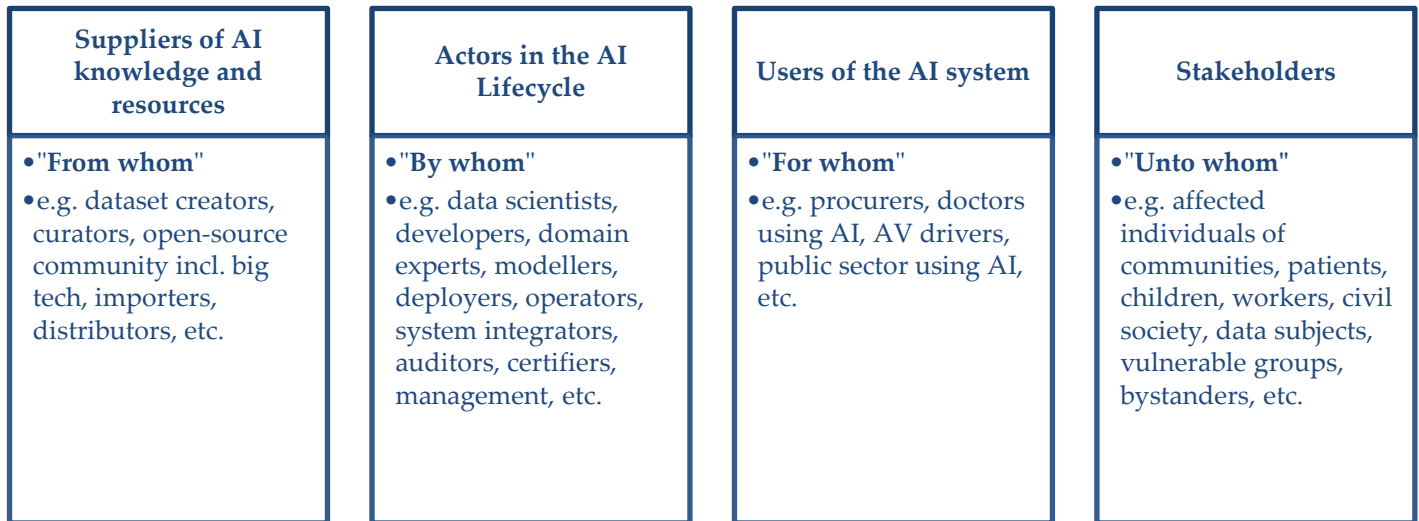 Suppliers of AI
knowledge and
resources
•"From whom"
•e.g. dataset creators,
curators, open-source
community incl. big
tech, importers,
distributors, etc.
Actors in the AI
Lifecycle
•"By whom"
•e.g. data scientists,
developers, domain
experts, modellers,
deployers, operators,
system integrators,
auditors, certifiers,
management, etc.
Users of the AI system
•"For whom"
•e.g. procurers, doctors
using AI, AV drivers,
public sector using AI,
etc.
Stakeholders
•"Unto whom"
•e.g. affected
individuals of
communities, patients,
children, workers, civil
society, data subjects,
vulnerable groups,
bystanders, etc.